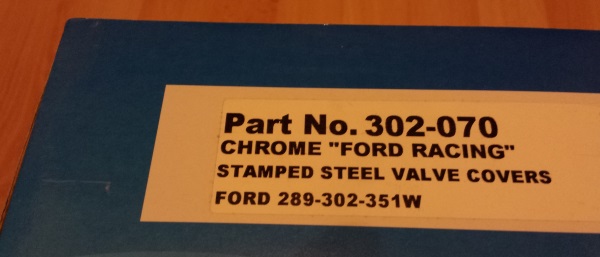 Part No. 302-070
CHROME "FORD RACING"
STAMPED STEEL VALVE COVERS
FORD 289-302-351W